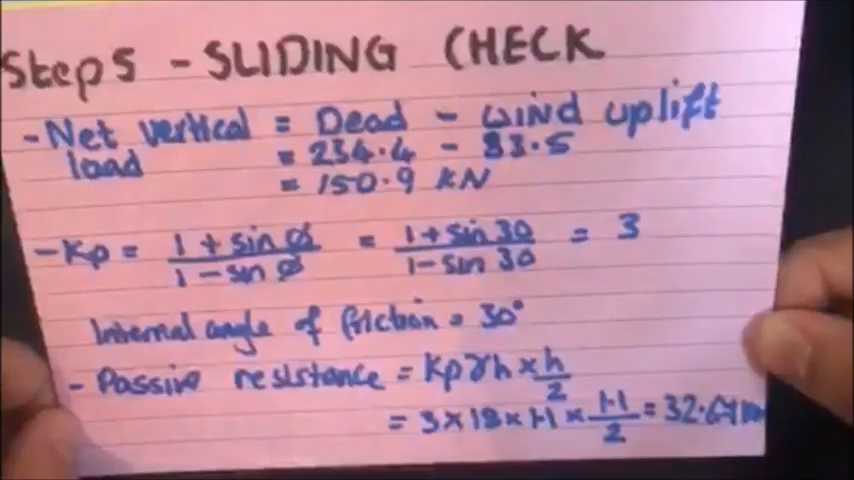 Step 5 - SLIDING CHECK
- Net vertical = Dead - wind uplift
load = 234.4 - 83.5
= 150.9 kN
- Kp = 1 + sin ø / 1 - sin ø = 1 + sin 30 / 1 - sin 30 = 3
Internal angle of friction = 30°
- Passive resistance = Kp γh × h/2
= 3 × 18 × 1.1 × 1.1/2 = 32.67